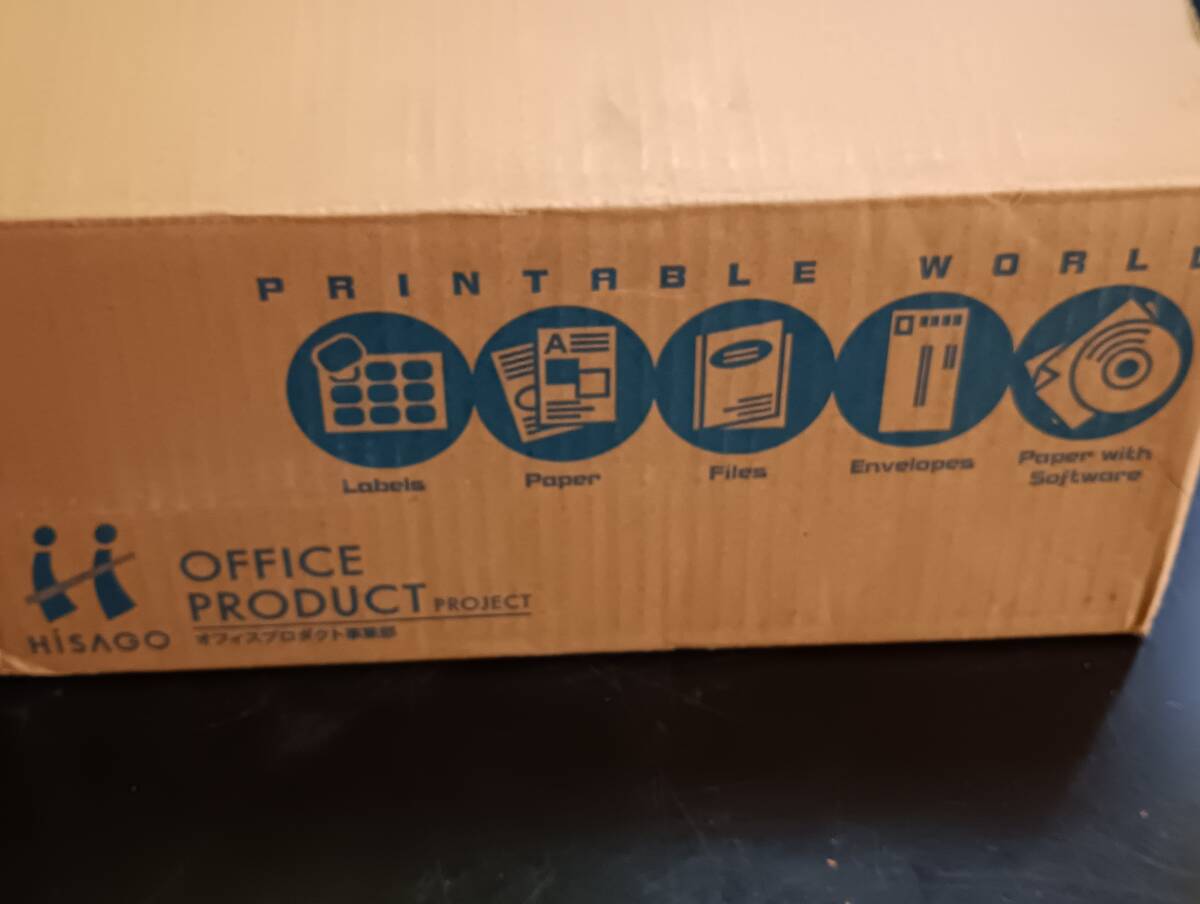 PRINTABLE WORLD
A
Labels
Paper
Files
Envelopes
Paper with
Software
HiSAGO
OFFICE
PRODUCT PROJECT
オフィスプロダクト事業部